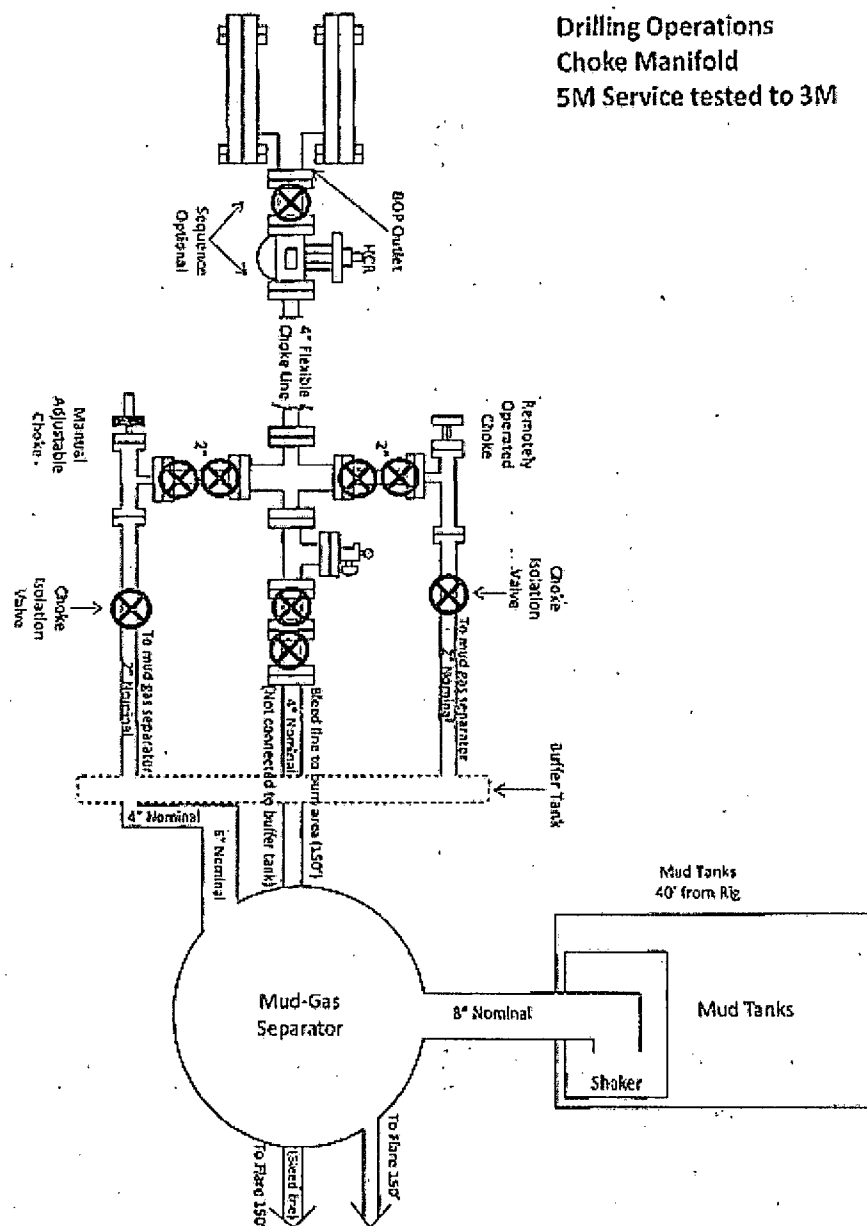 Drilling Operations
Choke Manifold
5M Service tested to 3M
BOP Outlet
HCR
Sequence
Optional
4" Flexible
Choke Line
Remotely
Operated
Choke
2"
2"
Manual
Adjustable
Choke
Choke
Isolation
Valve
Choke
Isolation
Valve
To mud gas separator
2" Nominal
To mud gas separator
2" Nominal
Bleed line to burn area (150')
4" Nominal
(Not connected to buffer tank)
Buffer Tank
4" Nominal
Nominal
Mud Tanks
40' from Rig
Mud-Gas
Separator
8" Nominal
Mud Tanks
Shaker
To Flare 150'
(Bleed line)
To Flare 150'